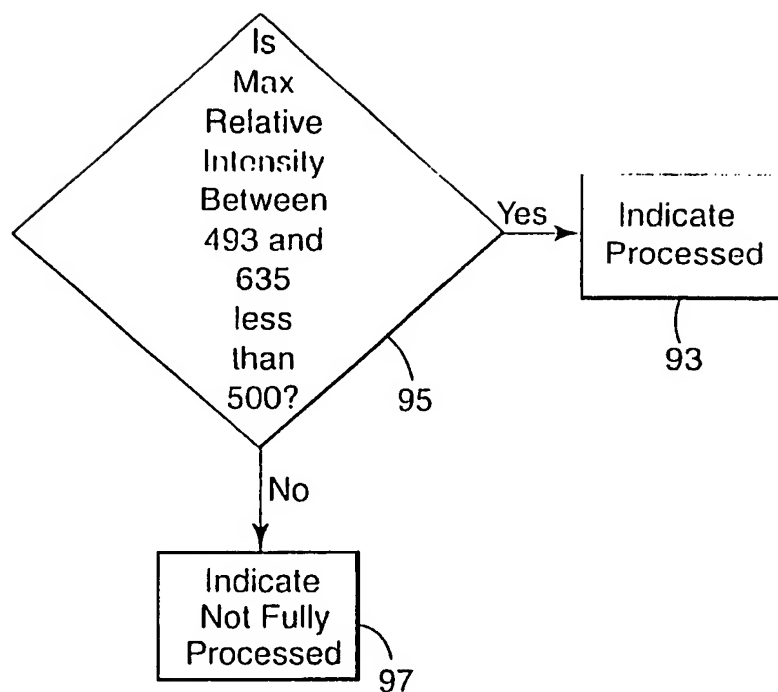 Is
Max
Relative
Intensity
Between
493 and
635
less
than
500?
Yes
Indicate
Processed
93
95
No
Indicate
Not Fully
Processed
97